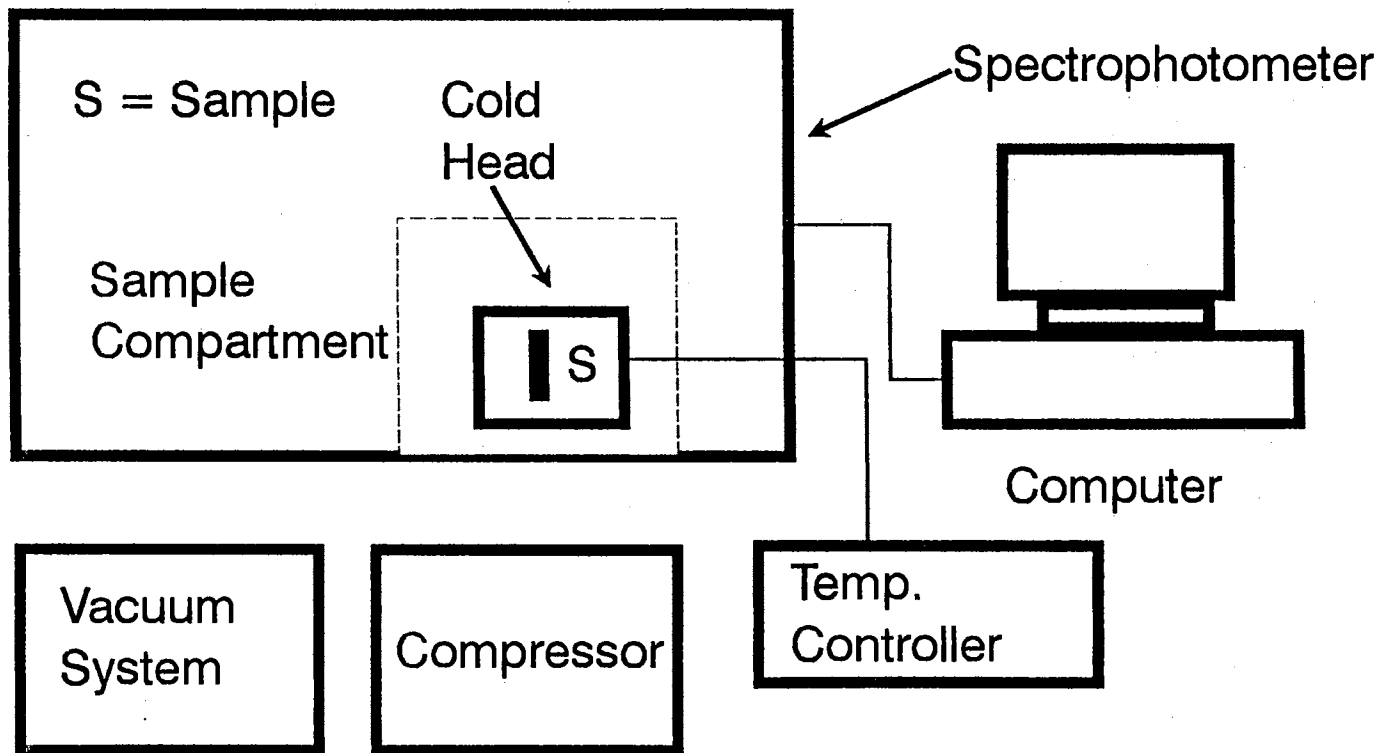 S = Sample
Cold
Head
Spectrophotometer
Sample
Compartment
S
Computer
Vacuum
System
Compressor
Temp.
Controller